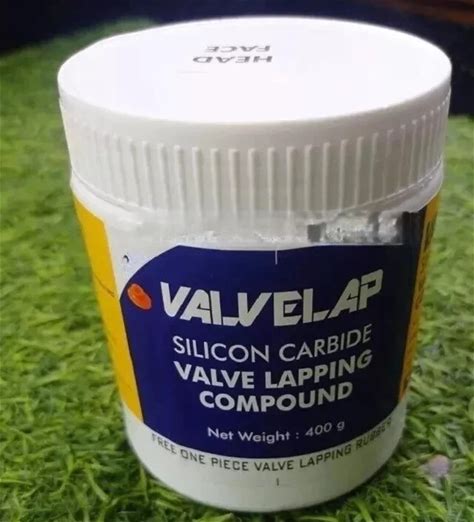 HEAD
FACE
VALVELAP
SILICON CARBIDE
VALVE LAPPING
COMPOUND
Net Weight : 400 g
FREE ONE PIECE VALVE LAPPING RUBBER